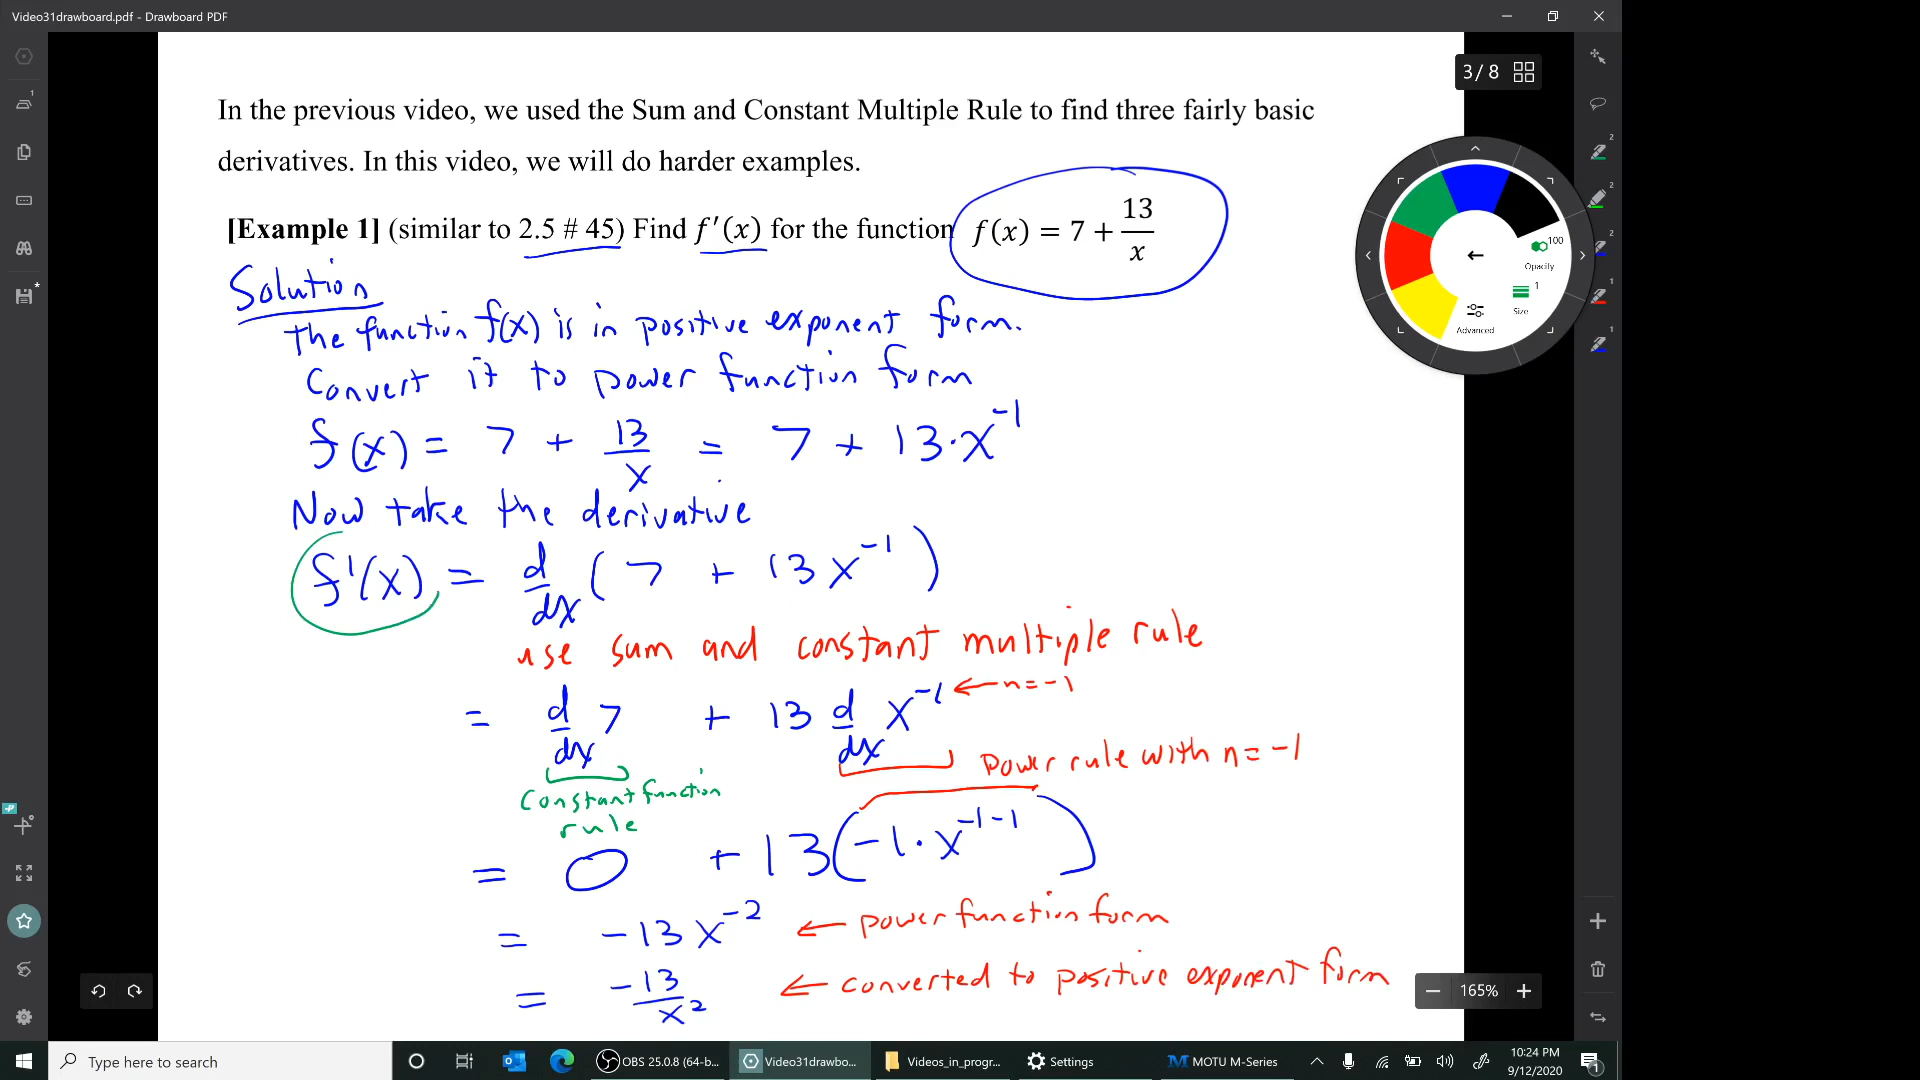 Video31drawboard.pdf - Drawboard PDF
3 / 8
In the previous video, we used the Sum and Constant Multiple Rule to find three fairly basic
derivatives. In this video, we will do harder examples.
[Example 1] (similar to 2.5 # 45) Find f′(x) for the function f(x) = 7 + 13/x
Solution
The function f(x) is in positive exponent form.
Convert it to power function form
f(x) = 7 + 13/x = 7 + 13·x^-1
Now take the derivative
f'(x) = d/dx (7 + 13x^-1)
use sum and constant multiple rule
= d/dx 7 + 13 d/dx x^-1 ← n=-1
Power rule with n=-1
Constant function
rule
= 0 + 13(-1·x^-1-1)
= -13x^-2 ← power function form
= -13/x^2 ← converted to positive exponent form
100
Opacity
1
Size
Advanced
165%
Type here to search
OBS 25.0.8 (64-b...
Video31drawbo...
Videos_in_progr...
Settings
MOTU M-Series
10:24 PM
9/12/2020